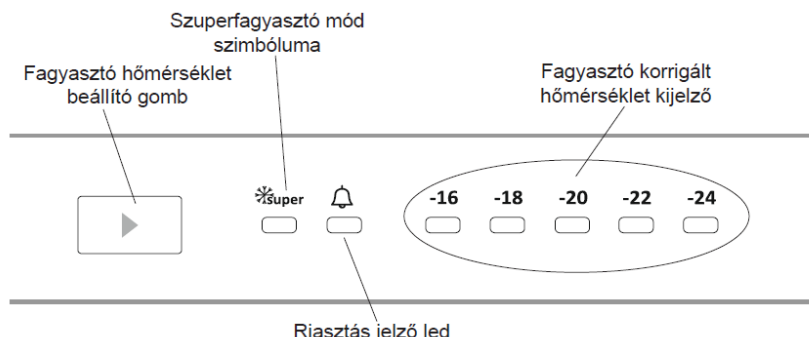 Szuperfagyasztó mód
szimbóluma
Fagyasztó hőmérséklet
beállító gomb
Fagyasztó korrigált
hőmérséklet kijelző
super -16 -18 -20 -22 -24
Riasztás jelző led